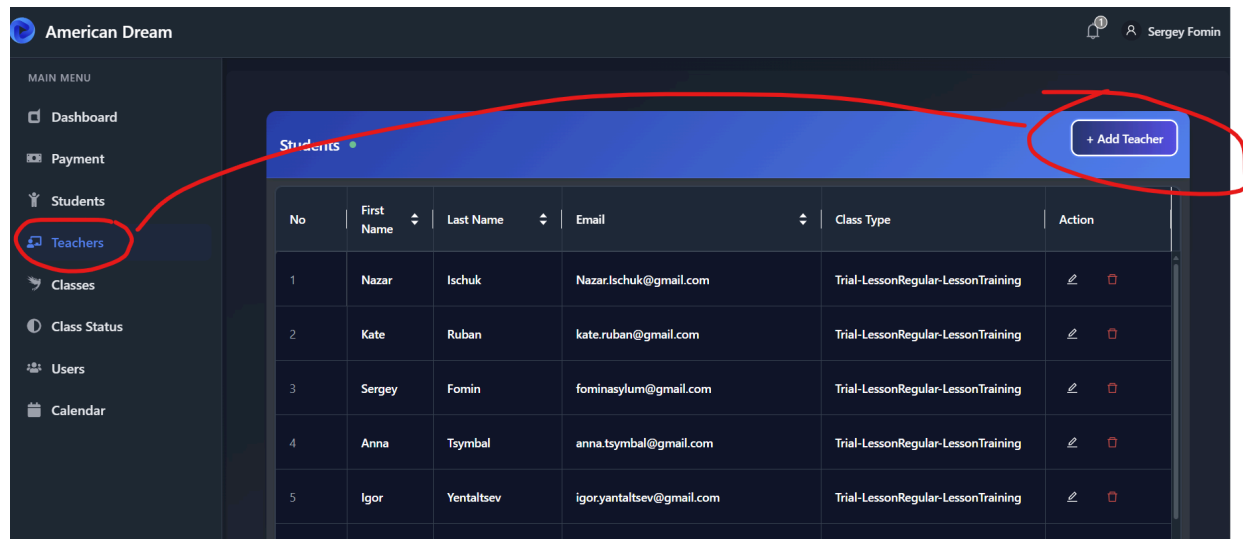 American Dream
1
Sergey Fomin
MAIN MENU
Dashboard
Payment
Students
Teachers
Classes
Class Status
Users
Calendar
Students
+ Add Teacher
No First Name Last Name Email Class Type Action
1 Nazar Ischuk Nazar.Ischuk@gmail.com Trial-LessonRegular-LessonTraining
2 Kate Ruban kate.ruban@gmail.com Trial-LessonRegular-LessonTraining
3 Sergey Fomin fominasylum@gmail.com Trial-LessonRegular-LessonTraining
4 Anna Tsymbal anna.tsymbal@gmail.com Trial-LessonRegular-LessonTraining
5 Igor Yentaltsev igor.yantaltsev@gmail.com Trial-LessonRegular-LessonTraining